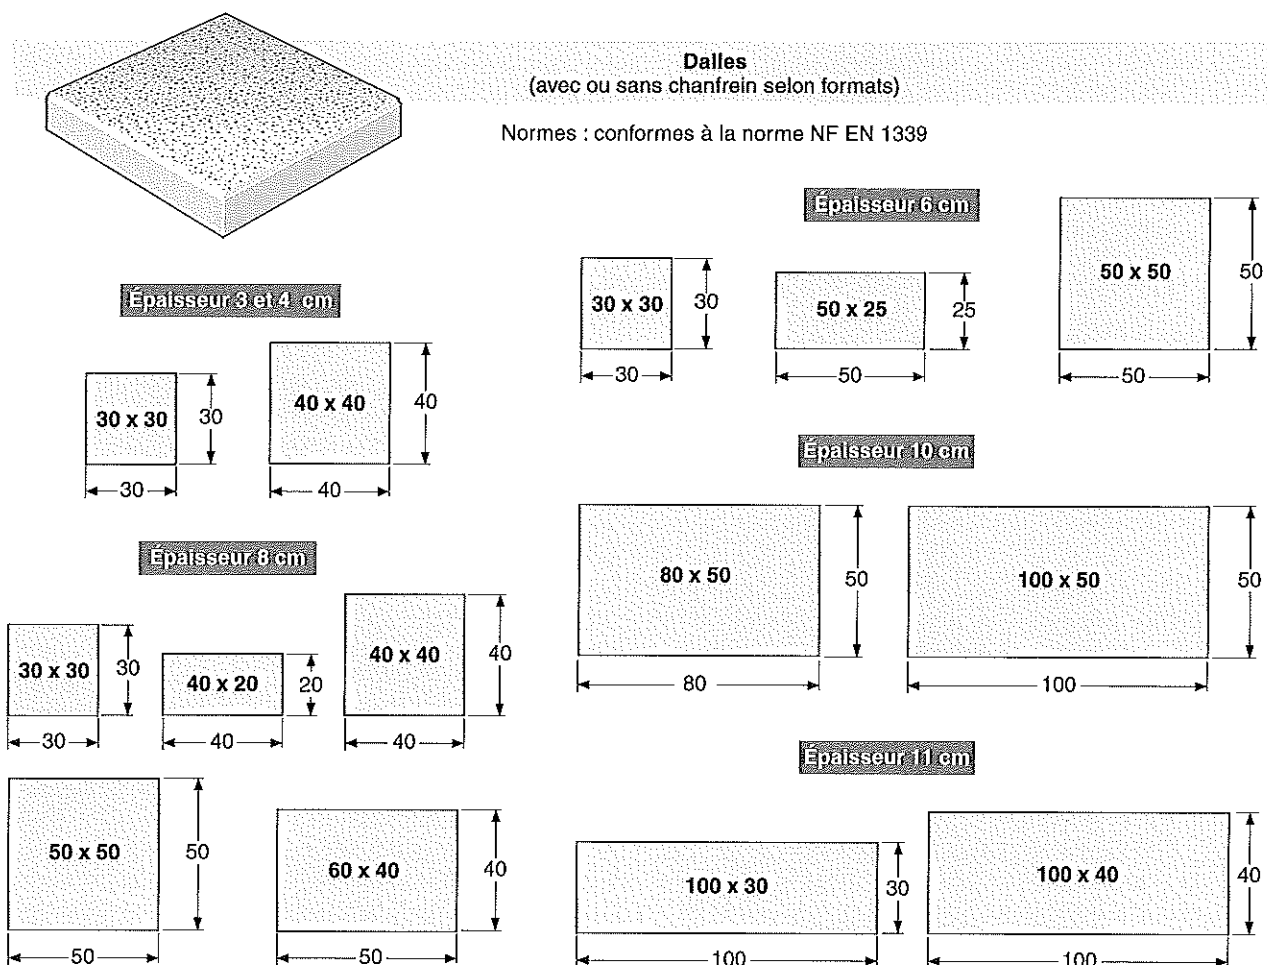 Dalles
(avec ou sans chanfrein selon formats)
Normes : conformes à la norme NF EN 1339
Épaisseur 3 et 4 cm
30 x 30
30
30
40 x 40
40
40
Épaisseur 6 cm
30 x 30
30
30
50 x 25
25
50
50 x 50
50
50
Épaisseur 8 cm
30 x 30
30
30
40 x 20
20
40
40 x 40
40
40
50 x 50
50
50
60 x 40
40
50
Épaisseur 10 cm
80 x 50
50
80
100 x 50
50
100
Épaisseur 11 cm
100 x 30
30
100
100 x 40
40
100